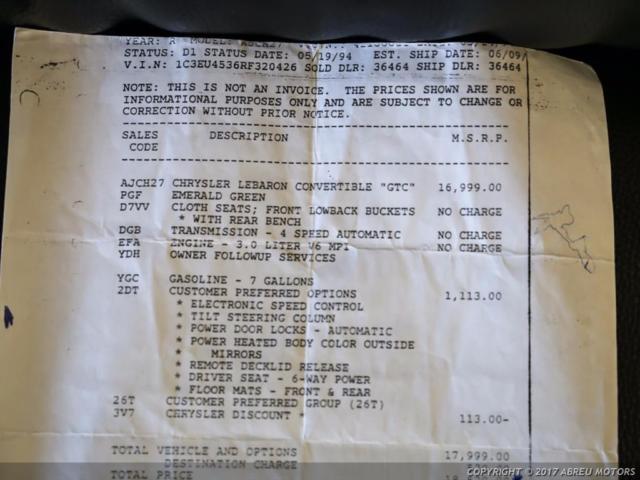 YEAR: R MODEL:
STATUS: D1 STATUS DATE: 05/19/94 EST. SHIP DATE: 06/09/
V.I.N: 1C3EU4536RF320426 SOLD DLR: 36464 SHIP DLR: 36464
NOTE: THIS IS NOT AN INVOICE. THE PRICES SHOWN ARE FOR
INFORMATIONAL PURPOSES ONLY AND ARE SUBJECT TO CHANGE OR
CORRECTION WITHOUT PRIOR NOTICE.
SALES DESCRIPTION M.S.R.P.
CODE
AJCH27 CHRYSLER LEBARON CONVERTIBLE "GTC" 16,999.00
PGF EMERALD GREEN
D7VV CLOTH SEATS; FRONT LOWBACK BUCKETS NO CHARGE
* WITH REAR BENCH
DGB TRANSMISSION - 4 SPEED AUTOMATIC NO CHARGE
EFA ENGINE - 3.0 LITER V6 MPI NO CHARGE
YDH OWNER FOLLOWUP SERVICES
YGC GASOLINE - 7 GALLONS
2DT CUSTOMER PREFERRED OPTIONS 1,113.00
* ELECTRONIC SPEED CONTROL
* TILT STEERING COLUMN
* POWER DOOR LOCKS - AUTOMATIC
* POWER HEATED BODY COLOR OUTSIDE
* MIRRORS
* REMOTE DECKLID RELEASE
* DRIVER SEAT - 6-WAY POWER
* FLOOR MATS - FRONT & REAR
26T CUSTOMER PREFERRED GROUP (26T)
3V7 CHRYSLER DISCOUNT * 113.00-
TOTAL VEHICLE AND OPTIONS 17,999.00
DESTINATION CHARGE
TOTAL PRICE
COPYRIGHT © 2017 ABREU MOTORS